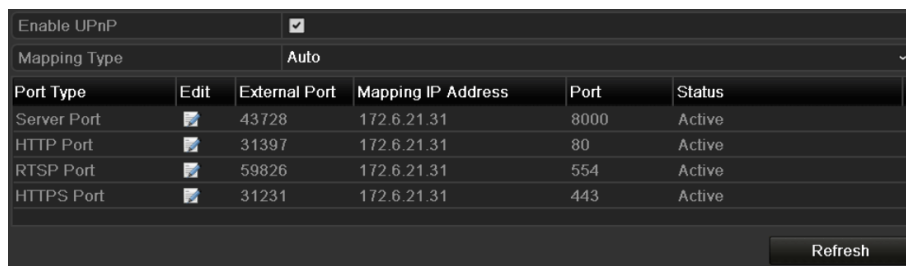 Enable UPnP
Mapping Type Auto
Port Type Edit External Port Mapping IP Address Port Status
Server Port 43728 172.6.21.31 8000 Active
HTTP Port 31397 172.6.21.31 80 Active
RTSP Port 59826 172.6.21.31 554 Active
HTTPS Port 31231 172.6.21.31 443 Active
Refresh